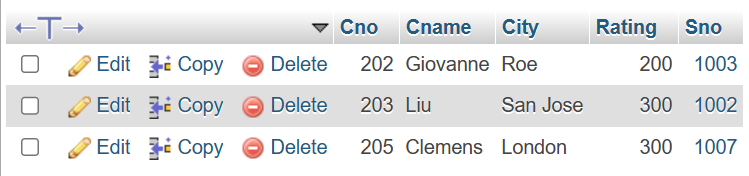 Cno Cname City Rating Sno
Edit Copy Delete 202 Giovanne Roe 200 1003
Edit Copy Delete 203 Liu San Jose 300 1002
Edit Copy Delete 205 Clemens London 300 1007